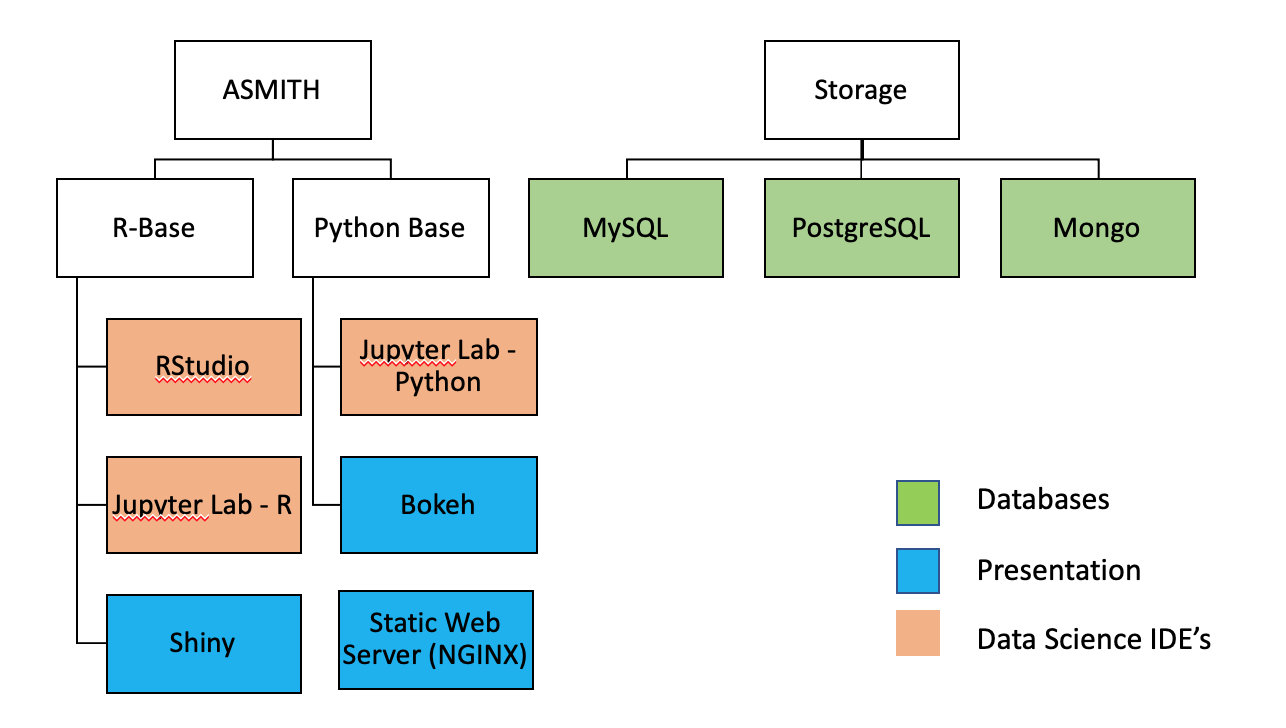 ASMITH
Storage
R-Base
Python Base
MySQL
PostgreSQL
Mongo
RStudio
Jupyter Lab -
Python
Jupyter Lab - R
Bokeh
Shiny
Static Web
Server (NGINX)
Databases
Presentation
Data Science IDE’s